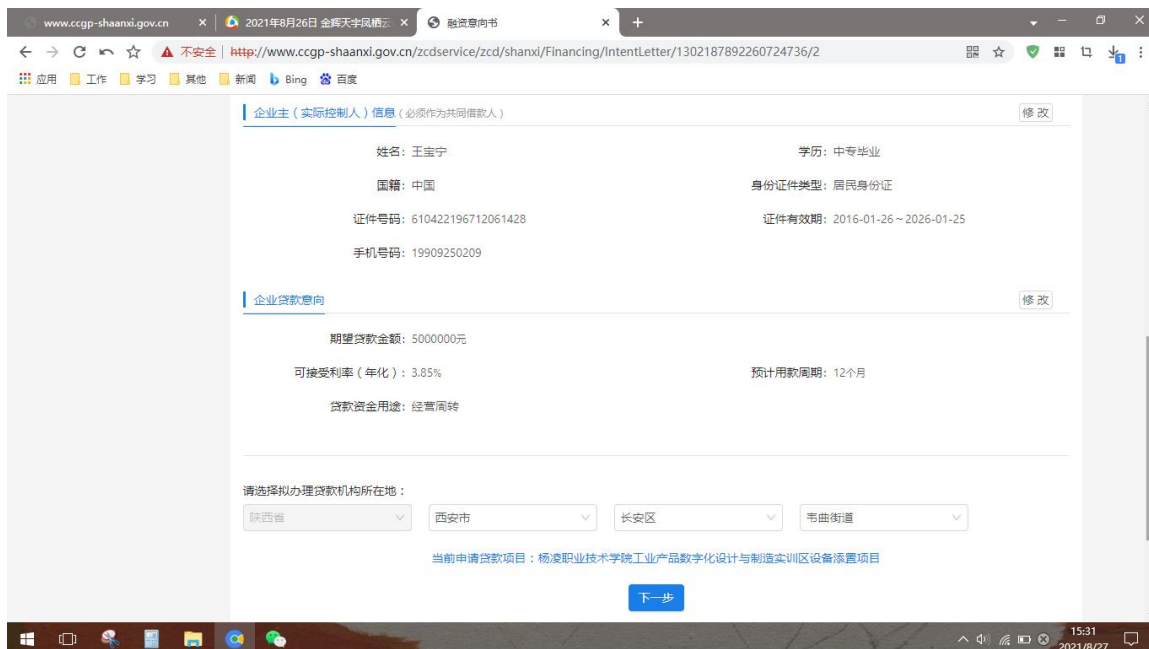 www.ccgp-shaanxi.gov.cn
2021年8月26日 金辉天宇凤栖云
融资意向书
不安全 http://www.ccgp-shaanxi.gov.cn/zcdservice/zcd/shanxi/Financing/IntentLetter/1302187892260724736/2
1
应用 工作 学习 其他 新闻 Bing 百度
企业主（实际控制人）信息（必须作为共同借款人） 修改
姓名：王宝宁 学历：中专毕业
国籍：中国 身份证件类型：居民身份证
证件号码：610422196712061428 证件有效期：2016-01-26～2026-01-25
手机号码：19909250209
企业贷款意向 修改
期望贷款金额：5000000元
可接受利率（年化）：3.85% 预计用款周期：12个月
贷款资金用途：经营周转
请选择拟办理贷款机构所在地：
陕西省 西安市 长安区 韦曲街道
当前申请贷款项目：杨凌职业技术学院工业产品数字化设计与制造实训区设备添置项目
下一步
15:31
2021/8/27